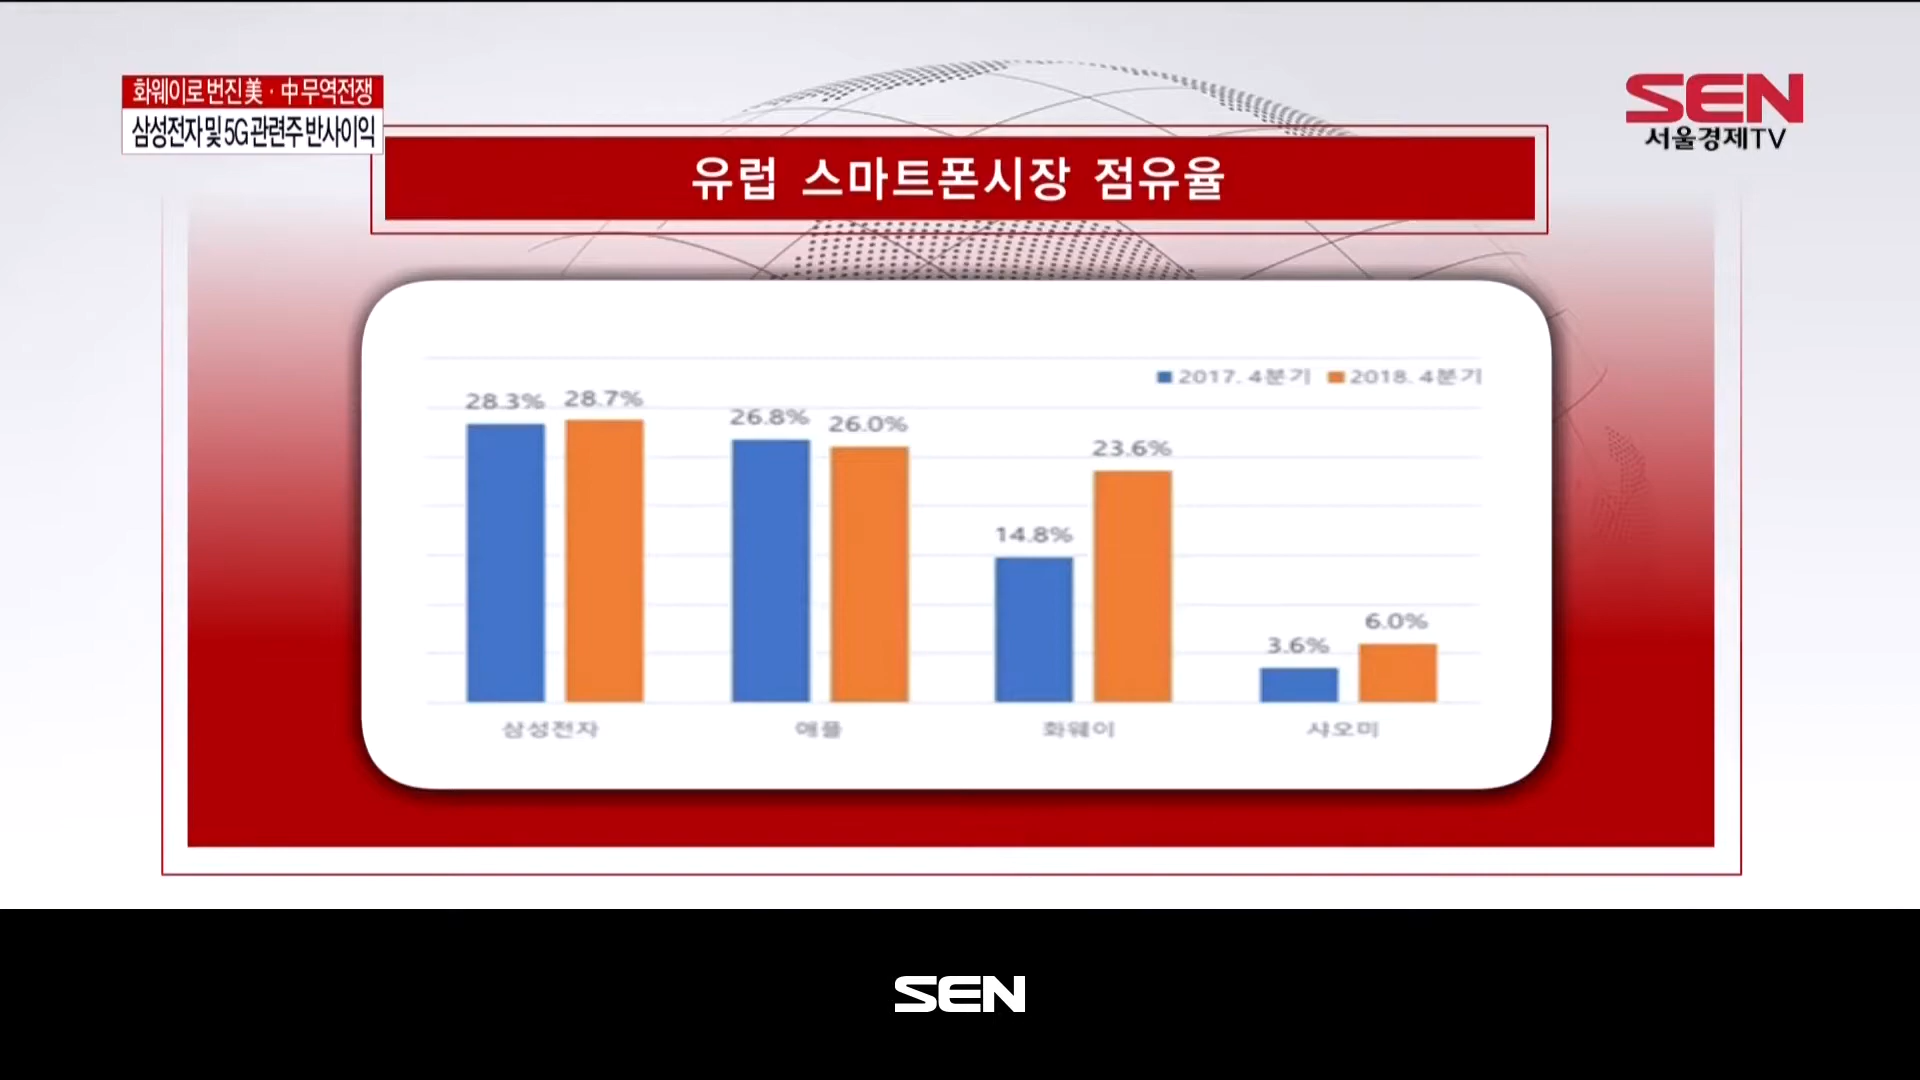 화웨이로 번진 美·中 무역전쟁
삼성전자 및 5G 관련주 반사이익
SEN
서울경제TV
유럽 스마트폰시장 점유율
2017. 4분기 2018. 4분기
28.3% 28.7% 26.8% 26.0% 14.8% 23.6% 3.6% 6.0%
삼성전자 애플 화웨이 샤오미
SEN